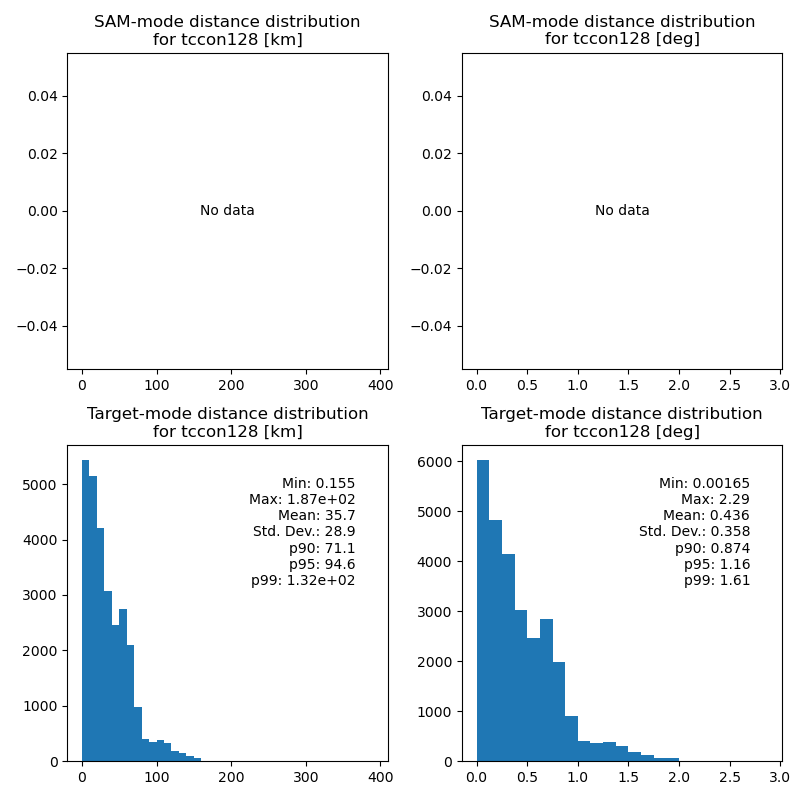 SAM-mode distance distribution
for tccon128 [km]
0.04
0.02
0.00
−0.02
−0.04
No data
0
100
200
300
400
SAM-mode distance distribution
for tccon128 [deg]
0.04
0.02
0.00
−0.02
−0.04
No data
0.0
0.5
1.0
1.5
2.0
2.5
3.0
Target-mode distance distribution
for tccon128 [km]
5000
4000
3000
2000
1000
0
Min: 0.155
Max: 1.87e+02
Mean: 35.7
Std. Dev.: 28.9
p90: 71.1
p95: 94.6
p99: 1.32e+02
0
100
200
300
400
Target-mode distance distribution
for tccon128 [deg]
6000
5000
4000
3000
2000
1000
0
Min: 0.00165
Max: 2.29
Mean: 0.436
Std. Dev.: 0.358
p90: 0.874
p95: 1.16
p99: 1.61
0.0
0.5
1.0
1.5
2.0
2.5
3.0